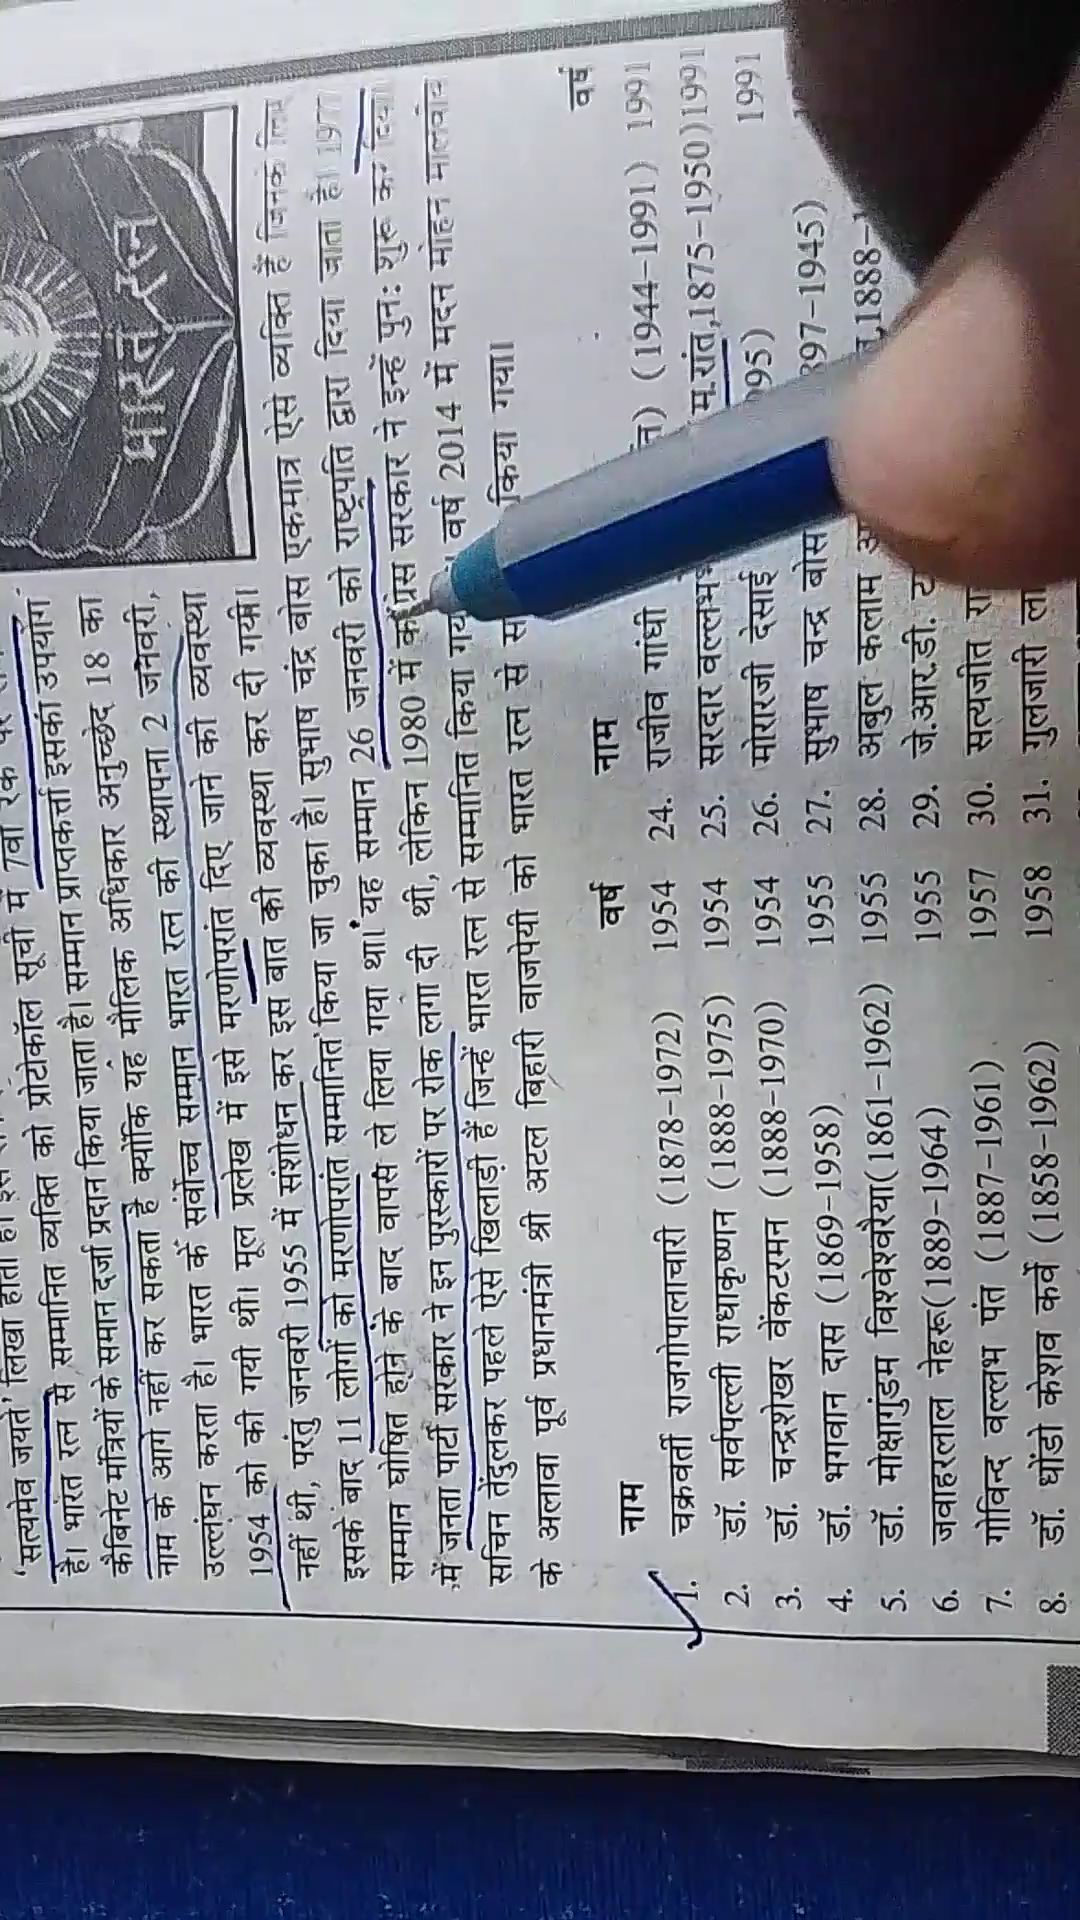 भारत रत्न
'सत्यमेव जयते' लिखा होता है।
है। भारत रत्न से सम्मानित व्यक्ति को प्रोटोकॉल सूची में 7वीं रैंक
कैबिनेट मंत्रियों के समान दर्जा प्रदान किया जाता है। सम्मान प्राप्तकर्ता इसका उपयोग
नाम के आगे नहीं कर सकता है क्योंकि यह मौलिक अधिकार अनुच्छेद 18 का
उल्लंघन करता है। भारत के सर्वोच्च सम्मान भारत रत्न की स्थापना 2 जनवरी,
1954 को की गयी थी। मूल प्रलेख में इसे मरणोपरांत दिए जाने की व्यवस्था
नहीं थी, परंतु जनवरी 1955 में संशोधन कर इस बात की व्यवस्था कर दी गयी।
इसके बाद 11 लोगों को मरणोपरांत सम्मानित किया जा चुका है। सुभाष चंद्र बोस एकमात्र ऐसे व्यक्ति हैं जिनके
सम्मान घोषित होने के बाद वापस ले लिया गया था। यह सम्मान 26 जनवरी को राष्ट्रपति द्वारा दिया जाता है। 1977
में जनता पार्टी सरकार ने इन पुरस्कारों पर रोक लगा दी थी, लेकिन 1980 में कांग्रेस सरकार ने इन्हें पुन: शुरू कर दिया
सचिन तेंदुलकर पहले ऐसे खिलाड़ी हैं जिन्हें भारत रत्न से सम्मानित किया वर्ष 2014 में मदन मोहन मालवीय
के अलावा पूर्व प्रधानमंत्री श्री अटल बिहारी वाजपेयी को भारत रत्न से किया गया।
नाम वर्ष नाम वर्ष
1. चक्रवर्ती राजगोपालाचारी (1878-1972) 1954 24. राजीव गांधी (1944-1991) 1991
2. डॉ. सर्वपल्ली राधाकृष्णन (1888-1975) 1954 25. सरदार वल्लभ 1875-1950) 1991
3. डॉ. चन्द्रशेखर वेंकटरमन (1888-1970) 1954 26. मोरारजी देसाई 1991
4. डॉ. भगवान दास (1869-1958) 1955 27. सुभाष चन्द्र बोस 897-1945)
5. डॉ. मोक्षागुंडम विश्वेश्वरैया(1861-1962) 1955 28. अबुल कलाम 1888-
6. जवाहरलाल नेहरू(1889-1964) 1955 29. जे.आर.डी.
7. गोविन्द वल्लभ पंत (1887-1961) 1957 30. सत्यजीत
8. डॉ. धोंडो केशव कर्वे (1858-1962) 1958 31. गुलजारी